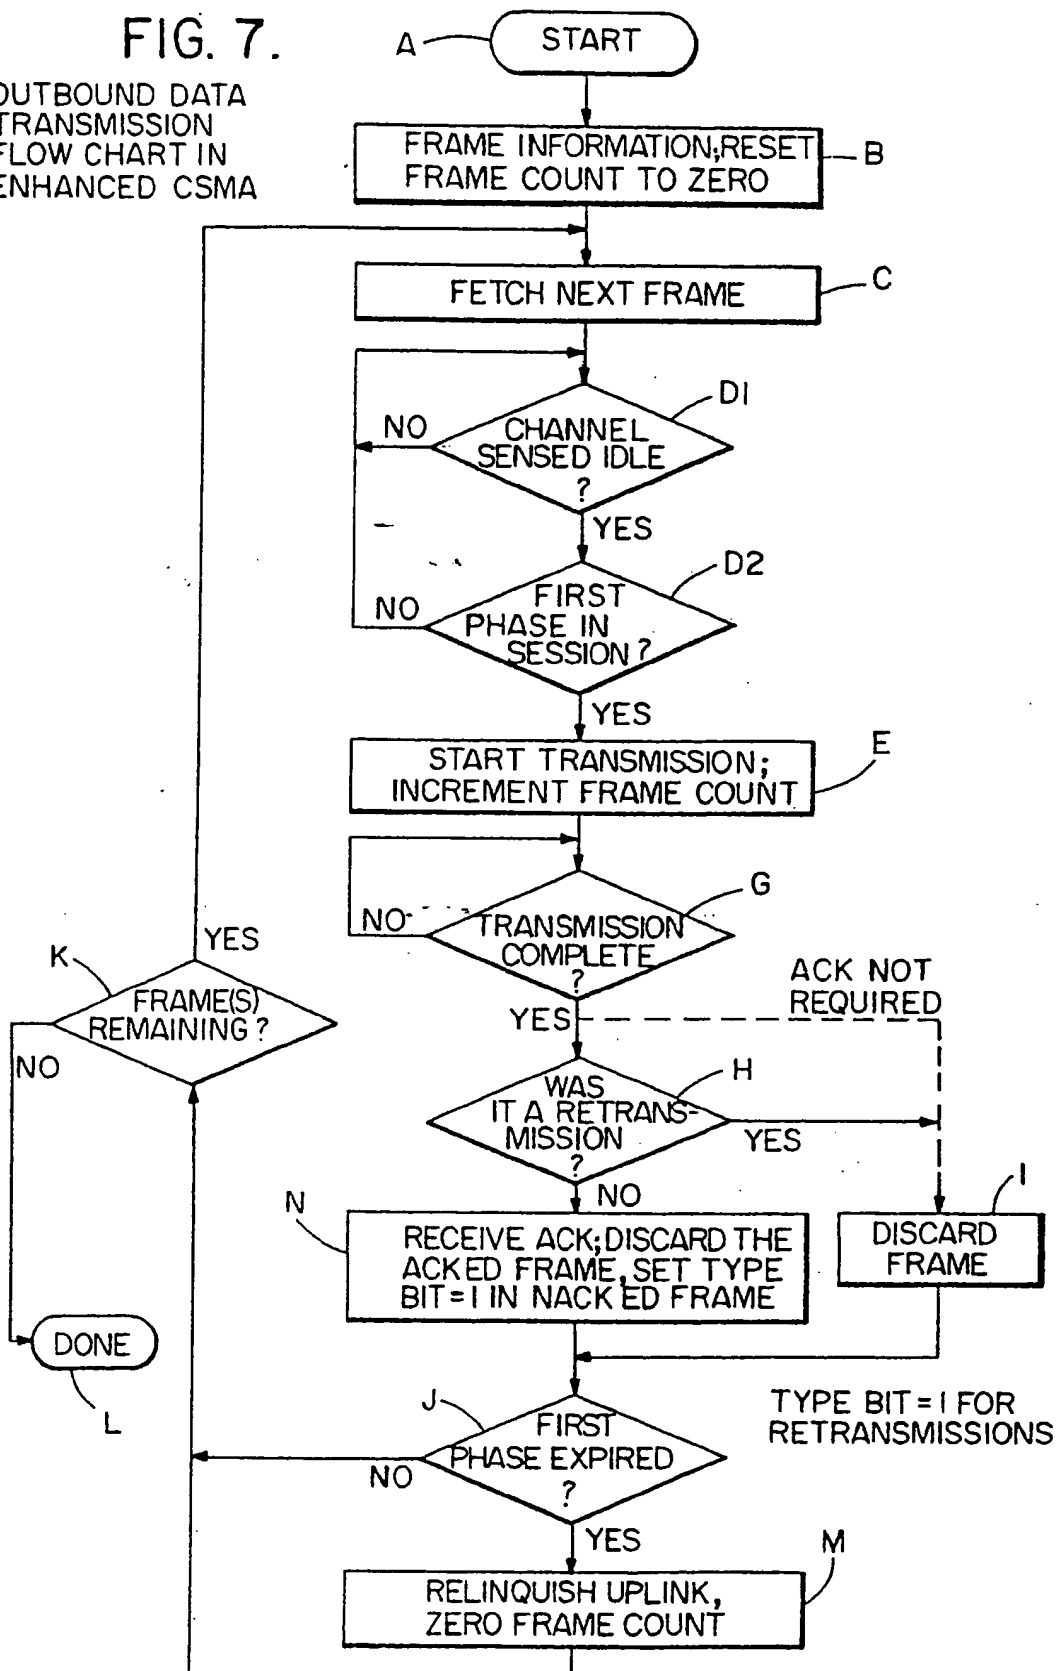 FIG. 7.
OUTBOUND DATA
TRANSMISSION
FLOW CHART IN
ENHANCED CSMA
A
START
FRAME INFORMATION;RESET
FRAME COUNT TO ZERO
B
FETCH NEXT FRAME
C
D1
CHANNEL
SENSED IDLE
?
NO
YES
D2
FIRST
PHASE IN
SESSION?
NO
YES
START TRANSMISSION;
INCREMENT FRAME COUNT
E
G
TRANSMISSION
COMPLETE
?
NO
YES
ACK NOT
REQUIRED
K
YES
FRAME(S)
REMAINING?
NO
H
WAS
IT A RETRANS-
MISSION
?
YES
NO
N
RECEIVE ACK;DISCARD THE
ACKED FRAME, SET TYPE
BIT=1 IN NACKED FRAME
I
DISCARD
FRAME
DONE
L
J
FIRST
PHASE EXPIRED
?
NO
YES
TYPE BIT=1 FOR
RETRANSMISSIONS
M
RELINQUISH UPLINK,
ZERO FRAME COUNT